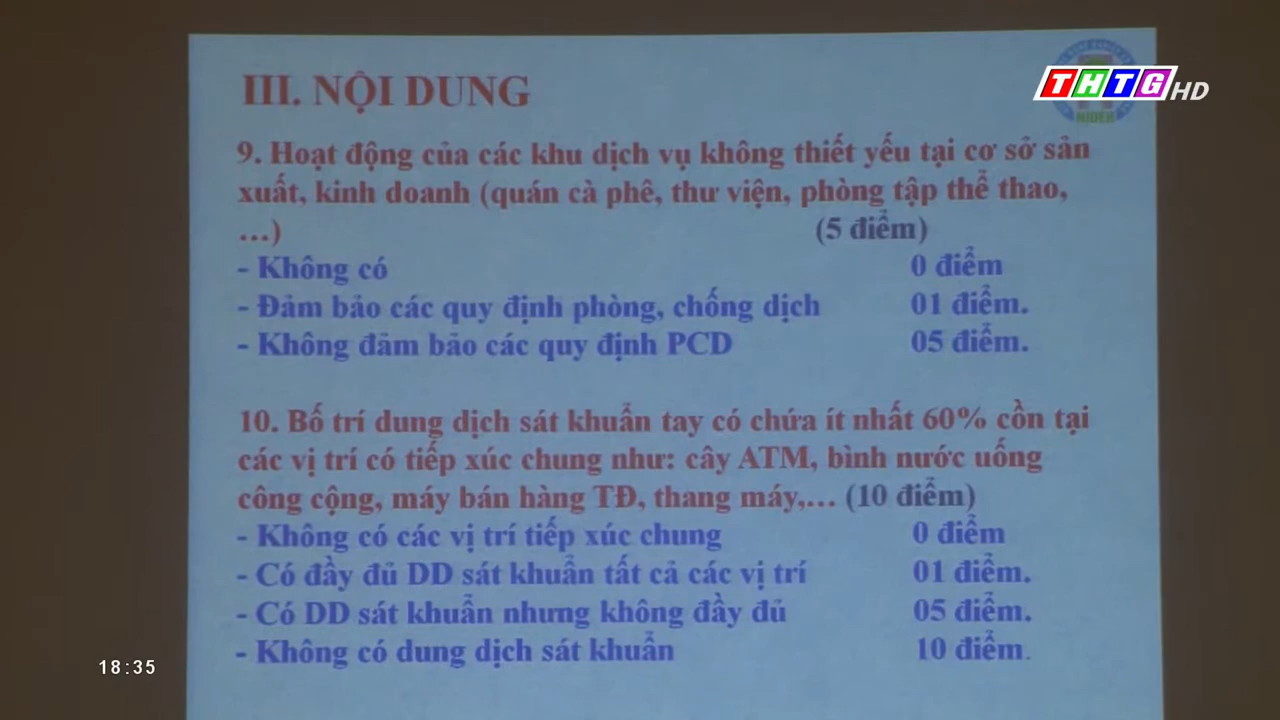 THTG HD
NIOEH
III. NỘI DUNG
9. Hoạt động của các khu dịch vụ không thiết yếu tại cơ sở sản
xuất, kinh doanh (quán cà phê, thư viện, phòng tập thể thao,
…) (5 điểm)
- Không có 0 điểm
- Đảm bảo các quy định phòng, chống dịch 01 điểm.
- Không đảm bảo các quy định PCD 05 điểm.
10. Bố trí dung dịch sát khuẩn tay có chứa ít nhất 60% cồn tại
các vị trí có tiếp xúc chung như: cây ATM, bình nước uống
công cộng, máy bán hàng TĐ, thang máy,… (10 điểm)
- Không có các vị trí tiếp xúc chung 0 điểm
- Có đầy đủ DD sát khuẩn tất cả các vị trí 01 điểm.
- Có DD sát khuẩn nhưng không đầy đủ 05 điểm.
- Không có dung dịch sát khuẩn 10 điểm.
18:35